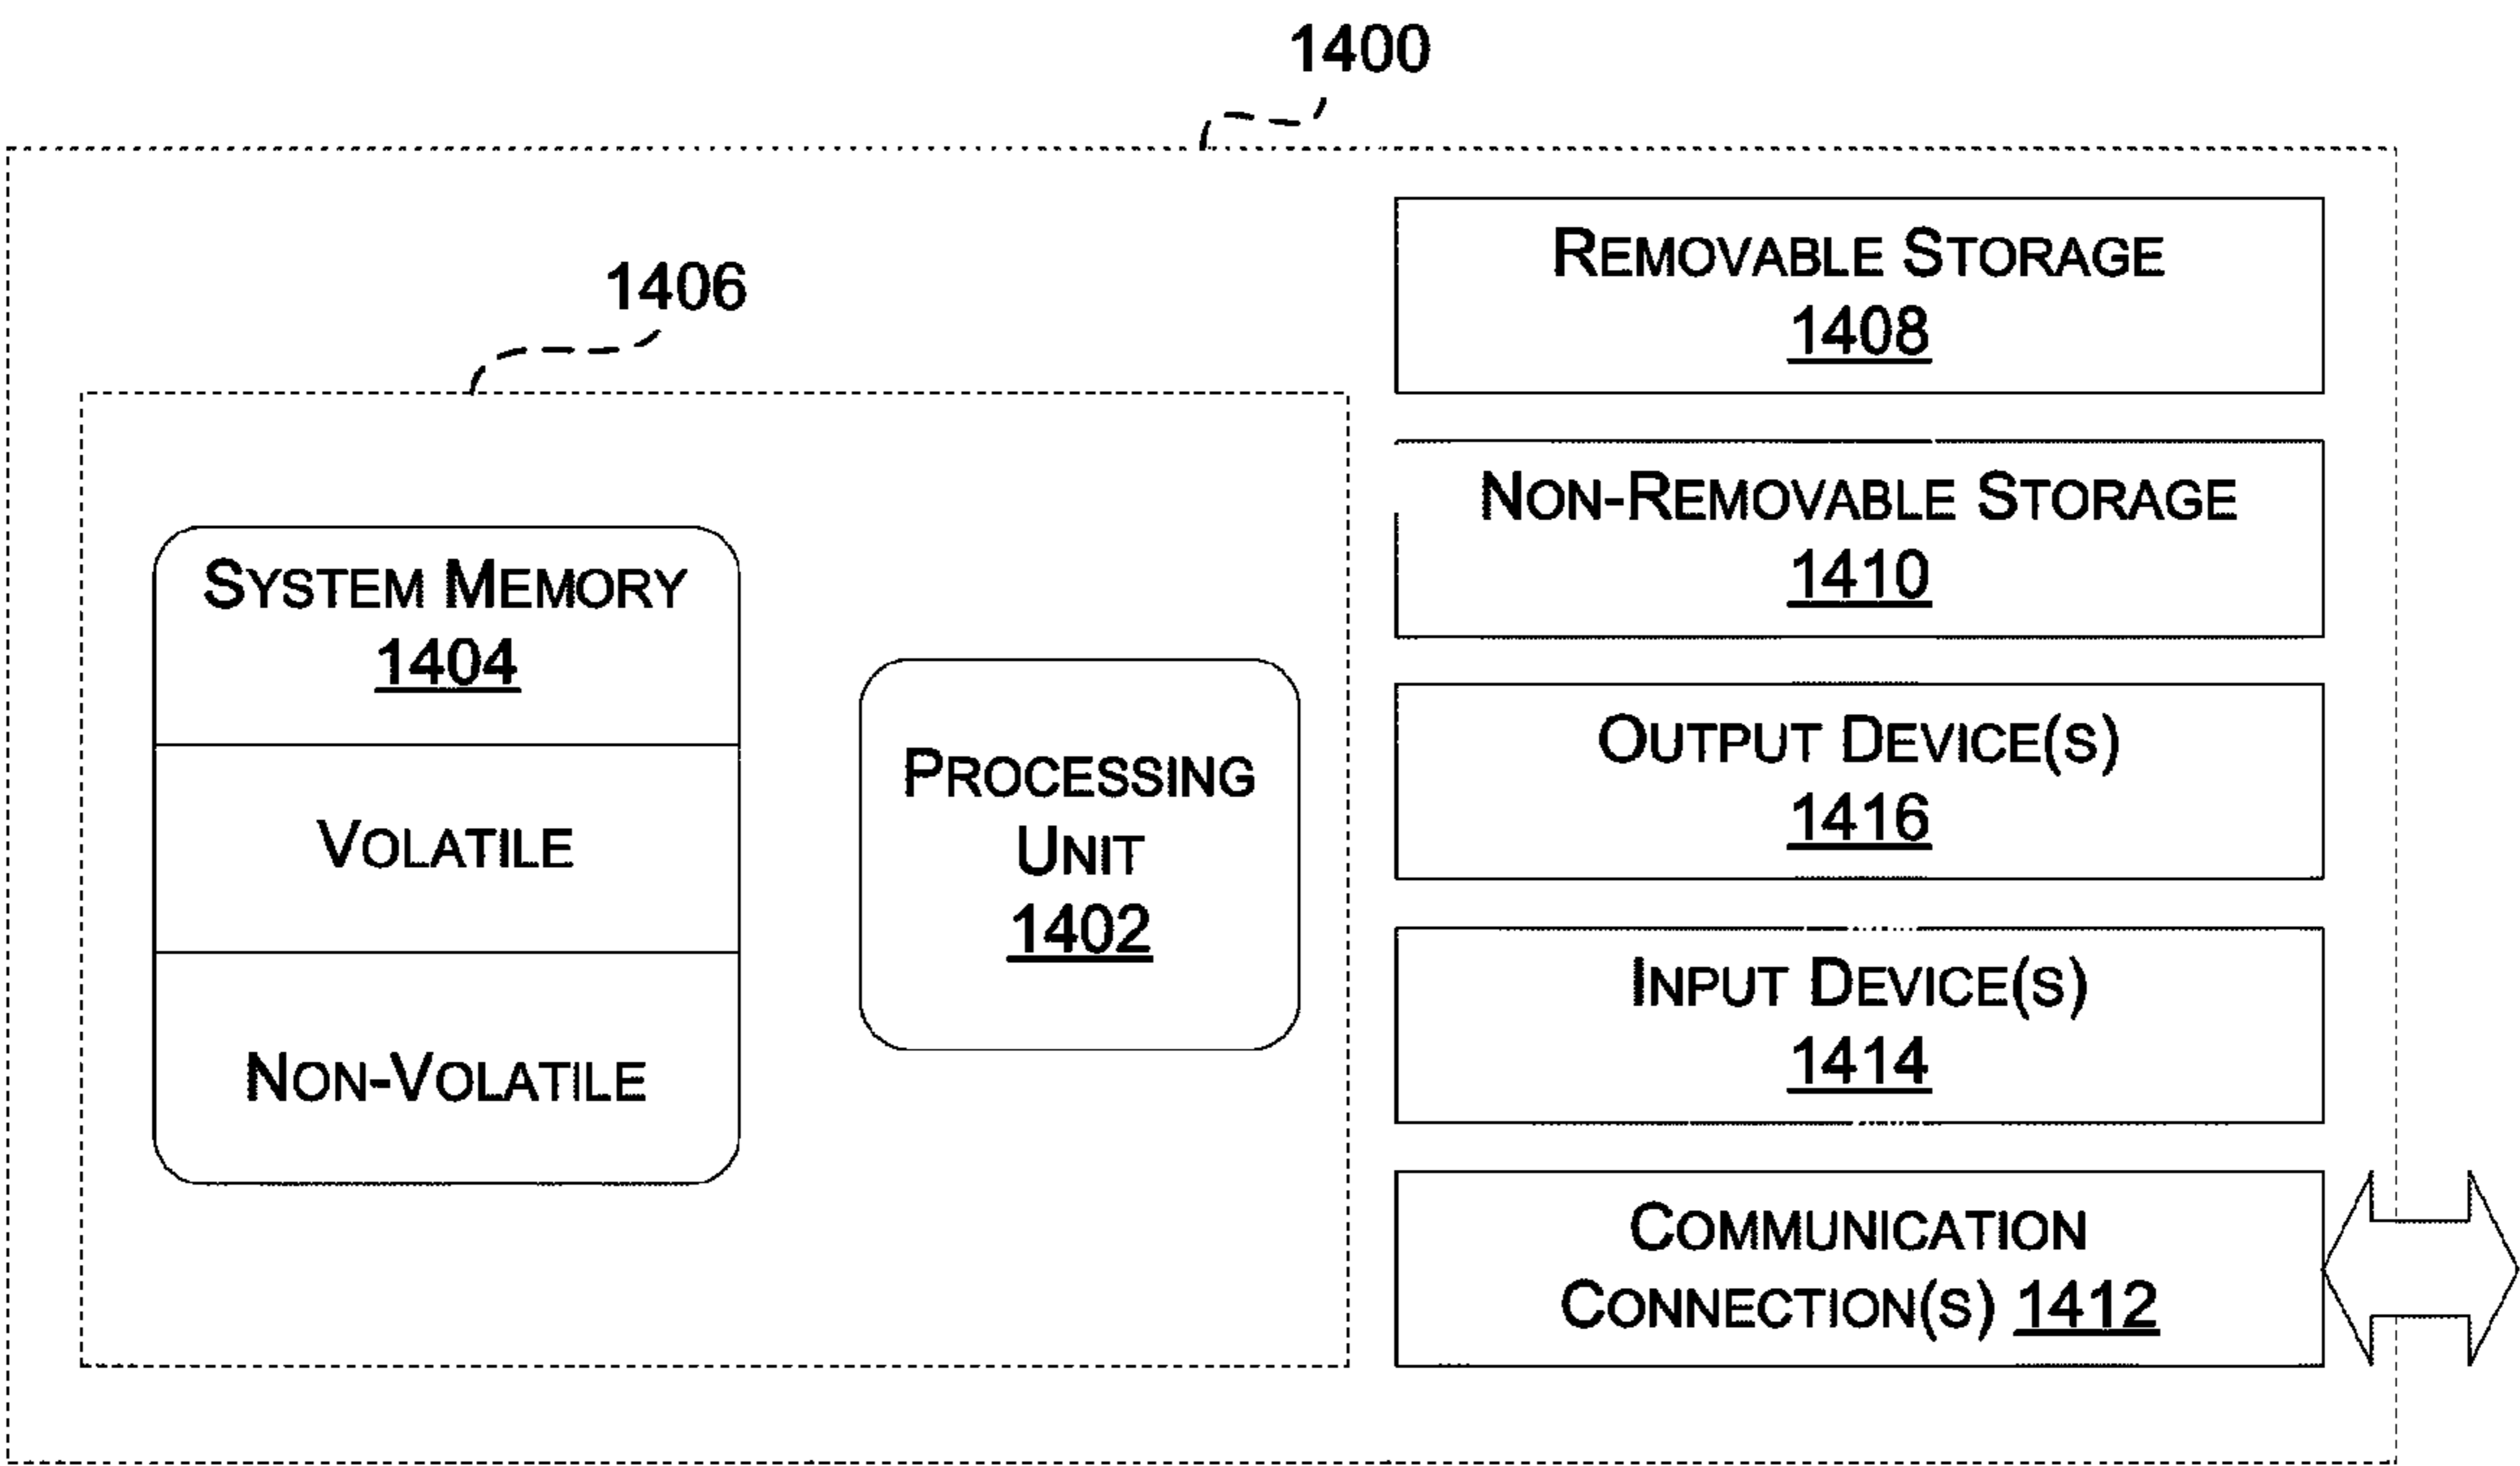 1400
1406
SYSTEM MEMORY
1404
VOLATILE
NON-VOLATILE
PROCESSING
UNIT
1402
REMOVABLE STORAGE
1408
NON-REMOVABLE STORAGE
1410
OUTPUT DEVICE(S)
1416
INPUT DEVICE(S)
1414
COMMUNICATION
CONNECTION(S) 1412